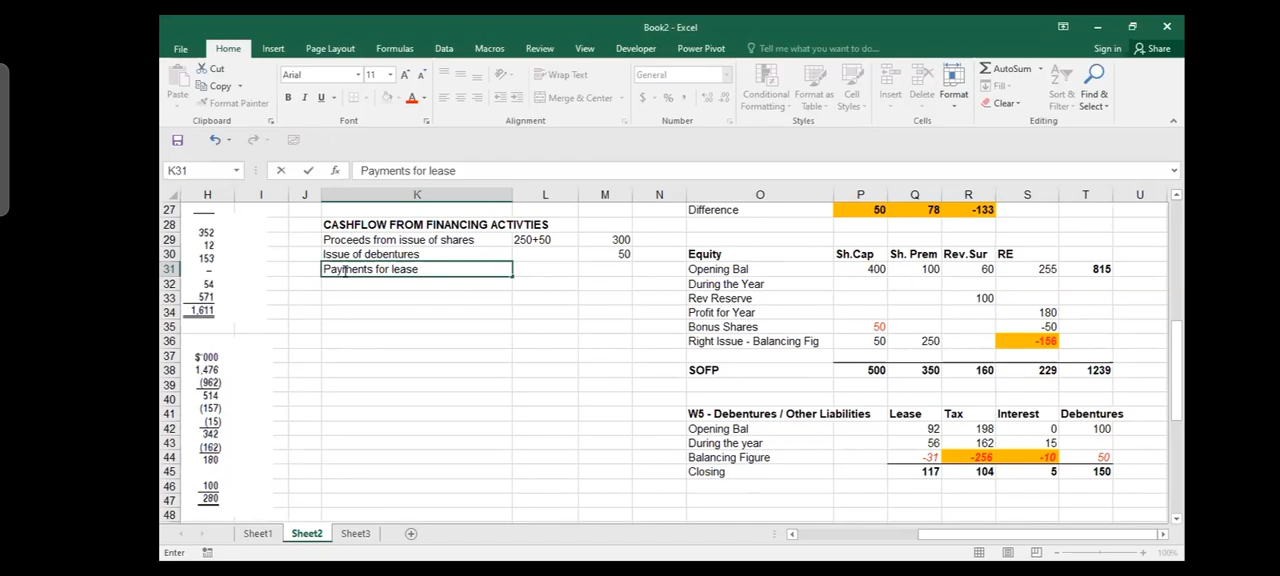 Book2 - Excel
File Home Insert Page Layout Formulas Data Macros Review View Developer Power Pivot Tell me what you want to do... Sign in Share
Cut
Copy
Format Painter
Paste
Clipboard
Arial 11
B I U
Font
Wrap Text
Merge & Center
Alignment
General
$ %
Number
Conditional Formatting
Format as Table
Cell Styles
Styles
Insert Delete Format
Cells
AutoSum
Fill
Clear
Sort & Filter
Find & Select
Editing
K31 Payments for lease
H I J K L M N O P Q R S T U
27 Difference 50 78 -133
28 352 CASHFLOW FROM FINANCING ACTIVTIES
29 12 Proceeds from issue of shares 250+50 300
30 153 Issue of debentures 50 Equity Sh.Cap Sh. Prem Rev.Sur RE
31 – Payments for lease Opening Bal 400 100 60 255 815
32 54 During the Year
33 571 Rev Reserve 100
34 1,611 Profit for Year 180
35 Bonus Shares 50 -50
36 Right Issue - Balancing Fig 50 250 -156
37 $'000
38 1,476 SOFP 500 350 160 229 1239
39 (962)
40 514
41 (157) W5 - Debentures / Other Liabilities Lease Tax Interest Debentures
42 (15) Opening Bal 92 198 0 100
43 342 During the year 56 162 15
44 (162) Balancing Figure -31 -256 -10 50
45 180 Closing 117 104 5 150
46 100
47 280
48
Sheet1 Sheet2 Sheet3
Enter 100%